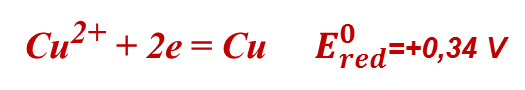 Cu²⁺ + 2e = Cu E⁰red=+0,34 V